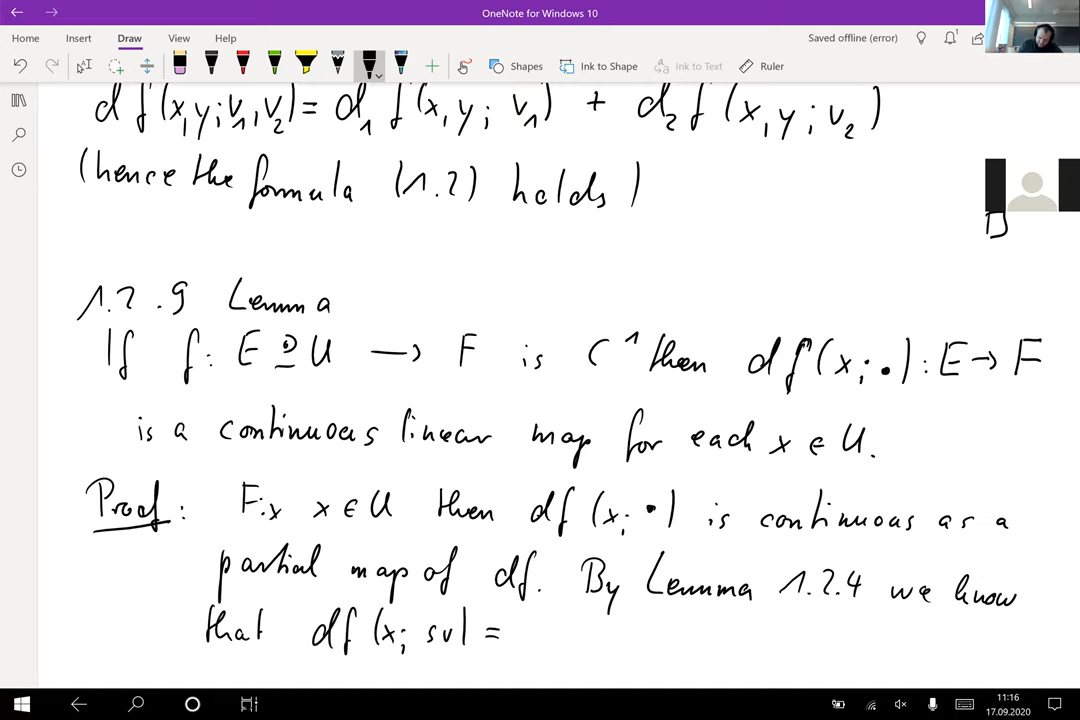 OneNote for Windows 10
Home Insert Draw View Help Saved offline (error)
Shapes Ink to Shape Ink to Text Ruler
df(x,y;v₁,v₂) = d₁f(x,y; v₁) + d₂f(x,y; v₂)
(hence the formula (1.2) holds)
1.2.9 Lemma
If f: E ⊇ U → F is C¹ then df(x; •): E → F
is a continuous linear map for each x ∈ U.
Proof: Fix x ∈ U then df(x; •) is continuous as a
partial map of df. By Lemma 1.2.4 we know
that df(x; sv) =
11:16
17.09.2020